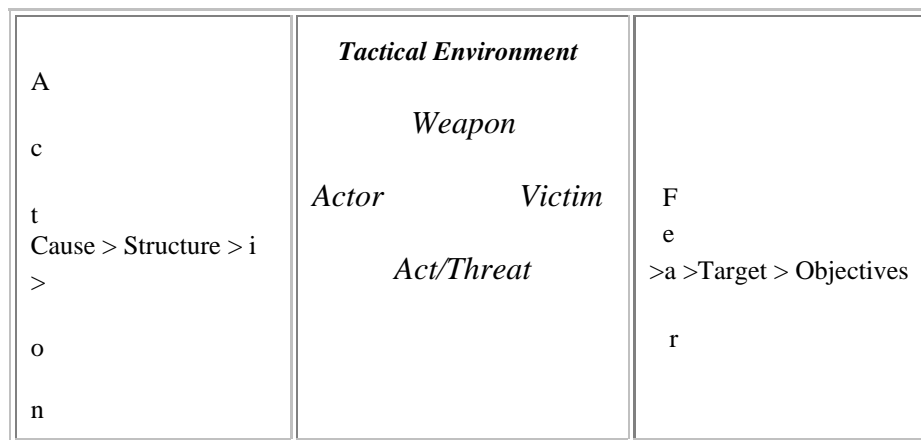 A
c
t
Cause > Structure > i
>
o
n
Tactical Environment
Weapon
Actor Victim
Act/Threat
F
e
>a >Target > Objectives
r